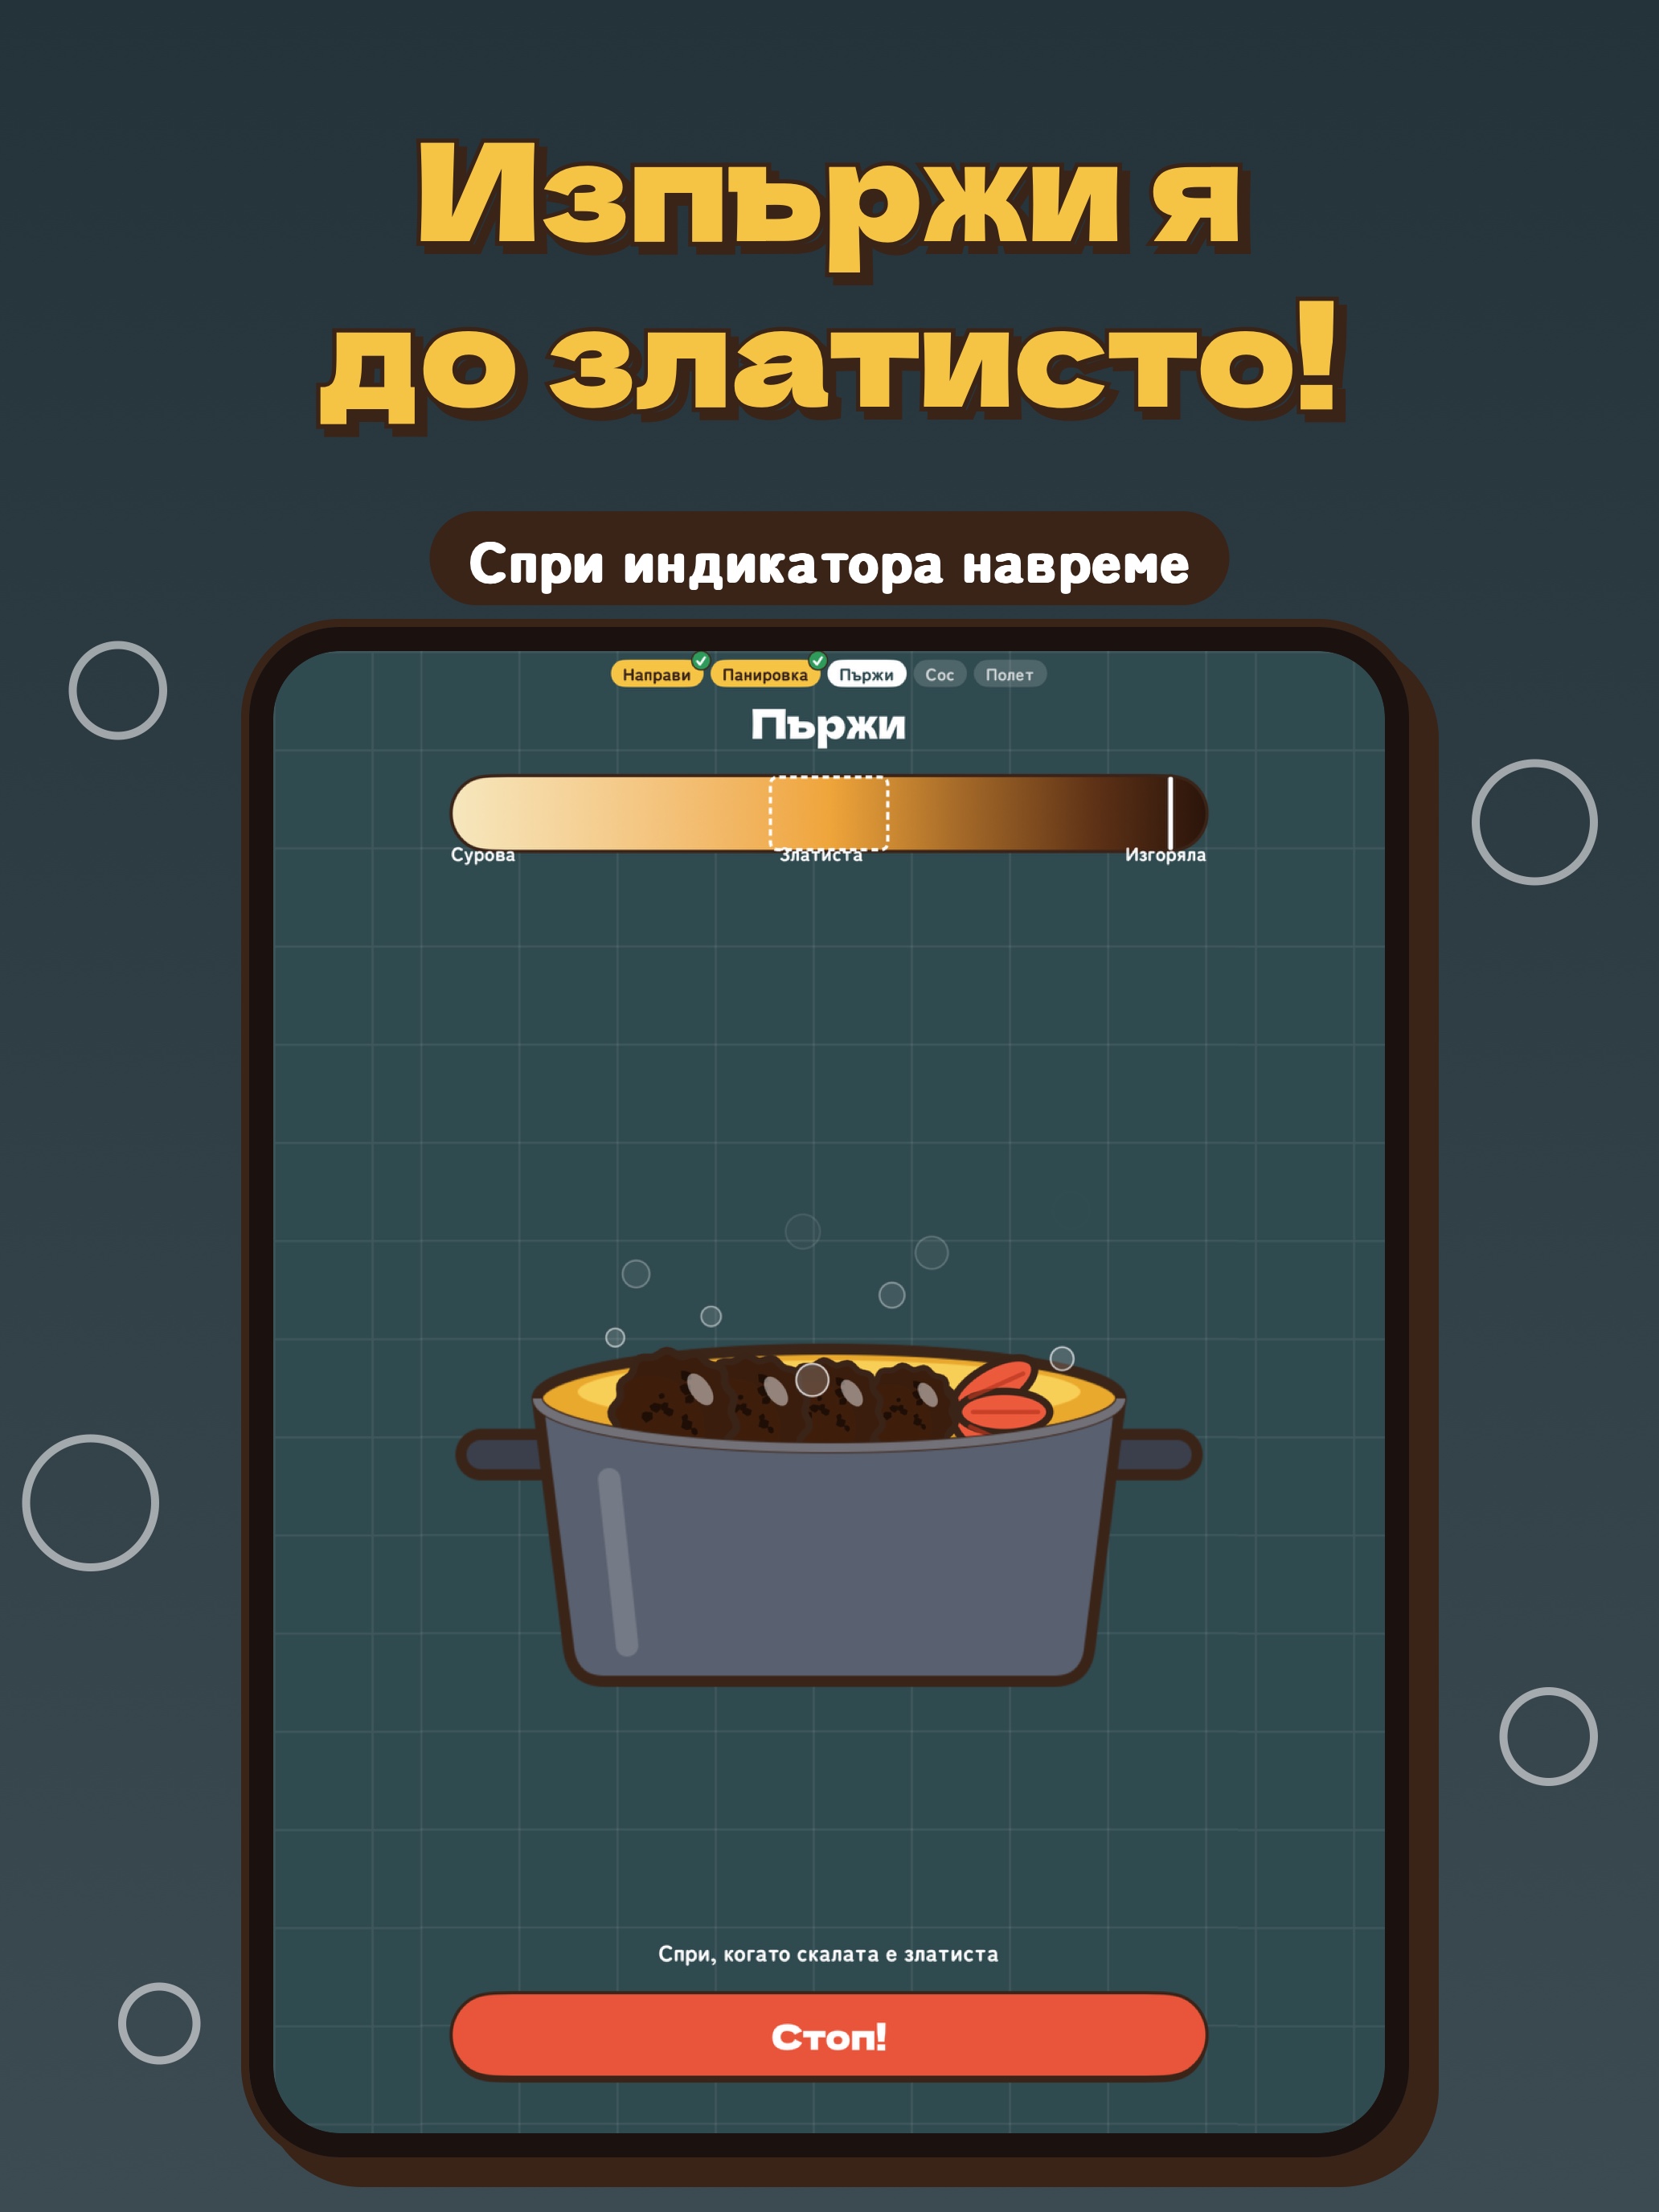 Изпържи я
до златисто!
Спри индикатора навреме
Направи Панировка Пържи Сос Полет
Пържи
Сурова Златиста Изгоряла
Спри, когато скалата е златиста
Стоп!